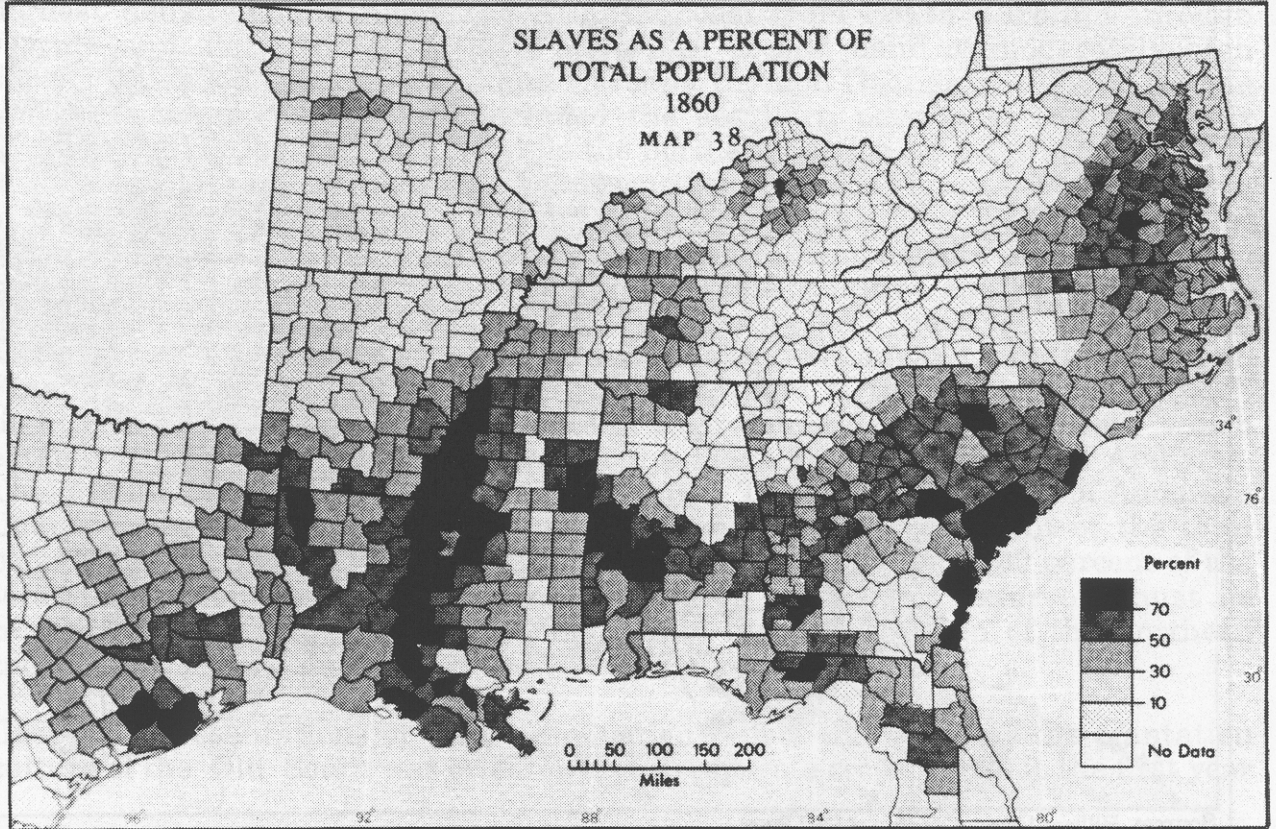 SLAVES AS A PERCENT OF
TOTAL POPULATION
1860
MAP 38
34°
76°
30°
Percent
70
50
30
10
No Data
0 50 100 150 200
Miles
96°
92°
88
84
80°